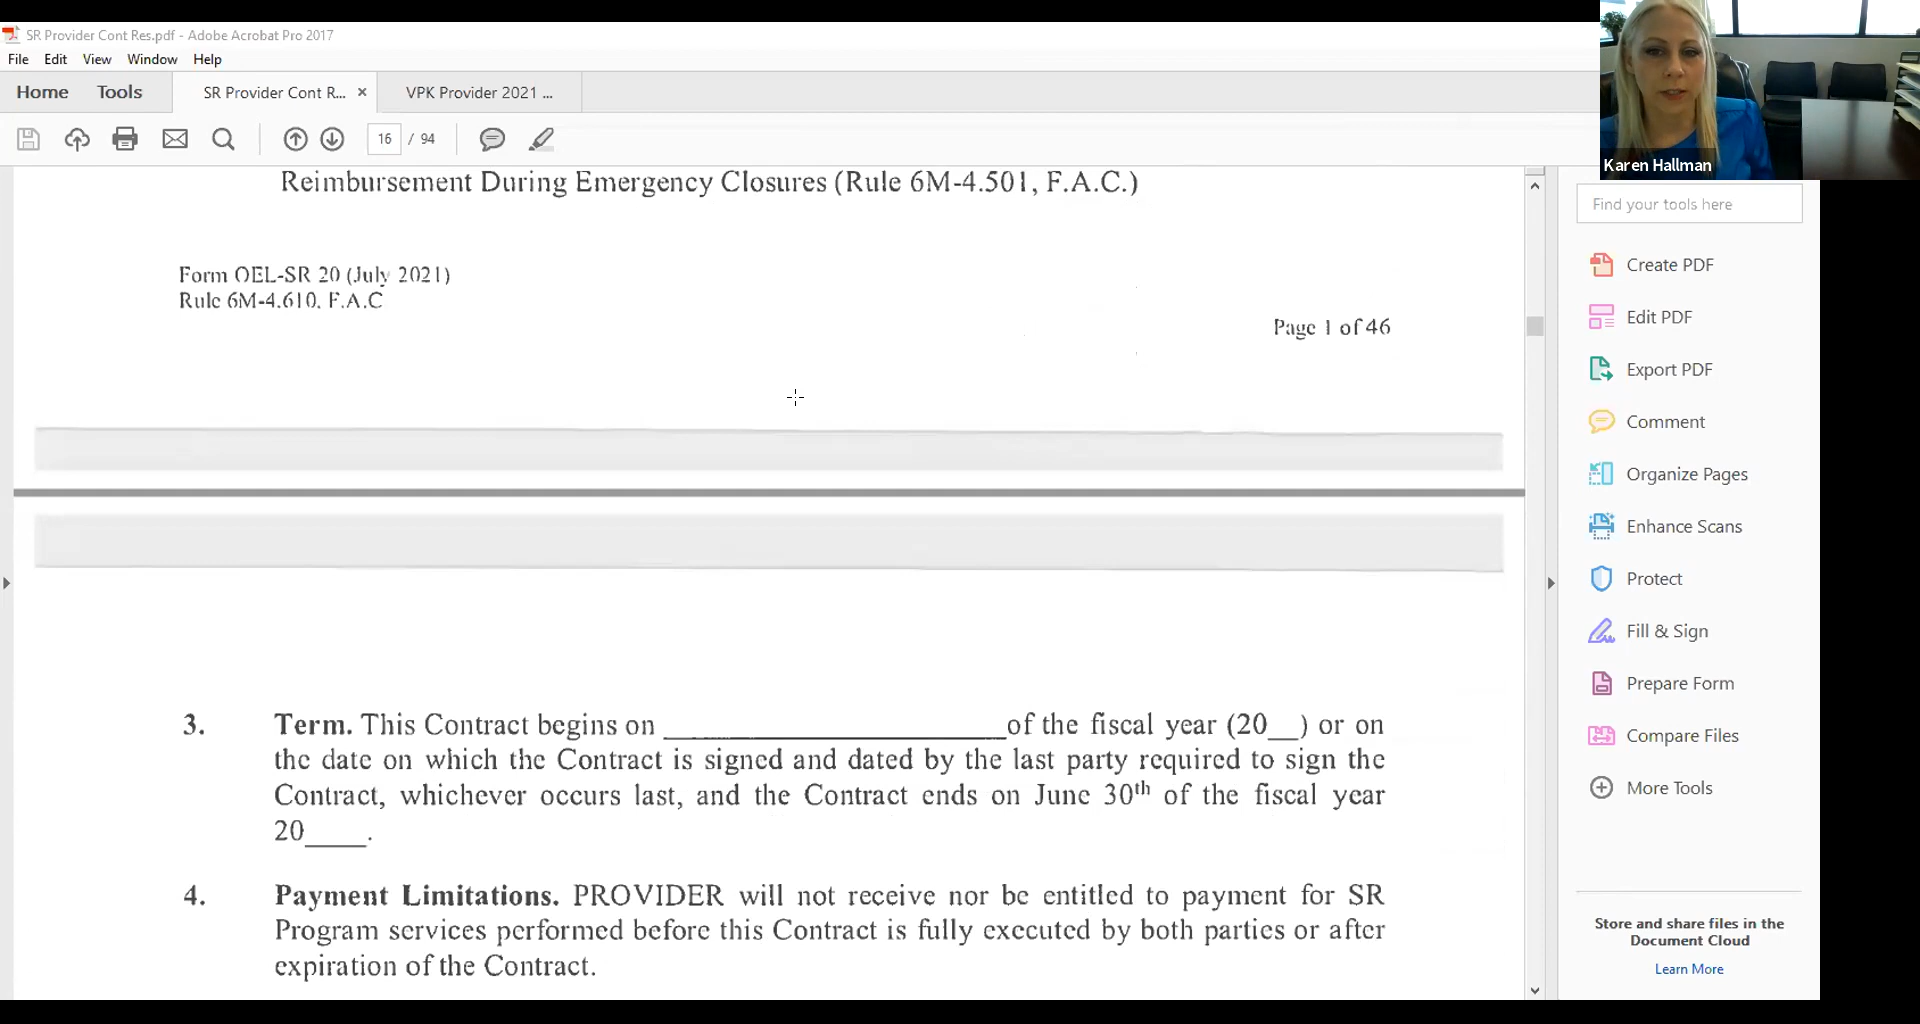 SR Provider Cont Res.pdf - Adobe Acrobat Pro 2017
File Edit View Window Help
Home Tools SR Provider Cont R... × VPK Provider 2021 ...
16 / 94
Karen Hallman
Reimbursement During Emergency Closures (Rule 6M-4.501, F.A.C.)
Form OEL-SR 20 (July 2021)
Rule 6M-4.610, F.A.C
Page 1 of 46
3. Term. This Contract begins on ______________________of the fiscal year (20__) or on
the date on which the Contract is signed and dated by the last party required to sign the
Contract, whichever occurs last, and the Contract ends on June 30th of the fiscal year
20____.
4. Payment Limitations. PROVIDER will not receive nor be entitled to payment for SR
Program services performed before this Contract is fully executed by both parties or after
expiration of the Contract.
Find your tools here
Create PDF
Edit PDF
Export PDF
Comment
Organize Pages
Enhance Scans
Protect
Fill & Sign
Prepare Form
Compare Files
More Tools
Store and share files in the
Document Cloud
Learn More